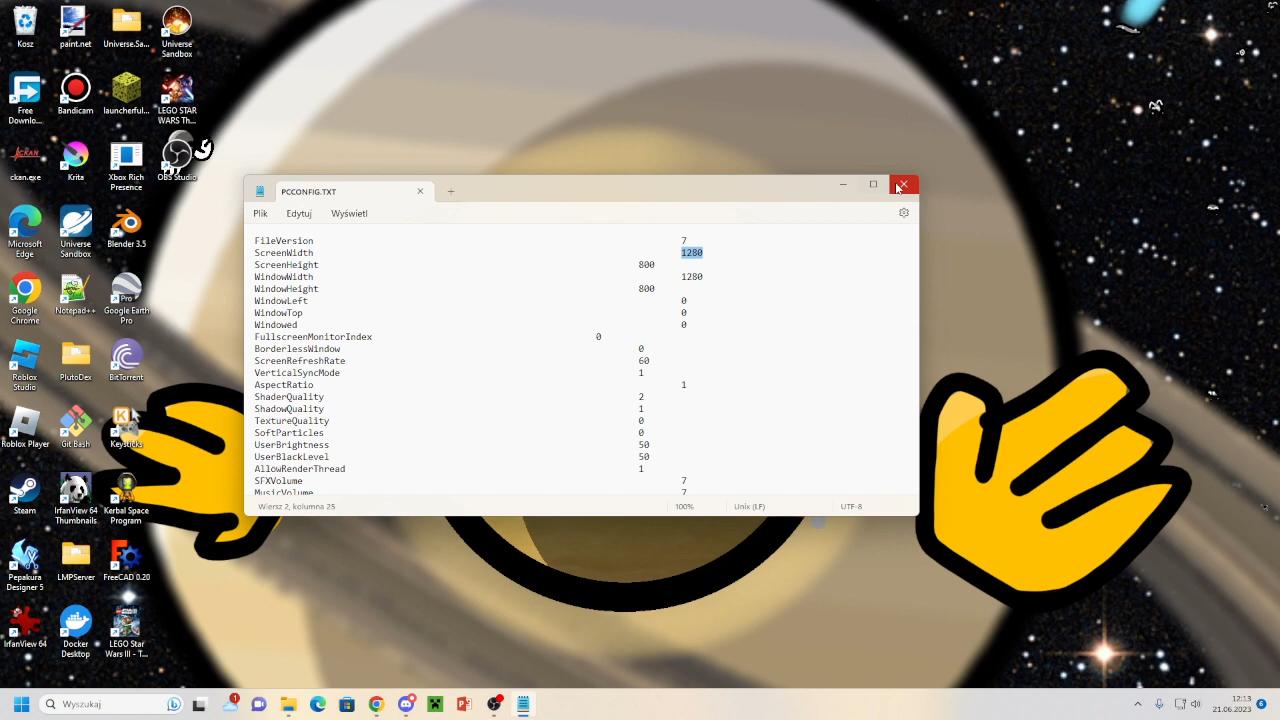 Kosz
paint.net
Universe.Sa...
Universe
Sandbox
Free
Downlo...
Bandicam
launcherful...
LEGO STAR
WARS Th...
ckan.exe
Krita
Xbox Rich
Presence
OBS Studio
Microsoft
Edge
Universe
Sandbox
Blender 3.5
Google
Chrome
Notepad++
Google Earth
Pro
Roblox
Studio
PlutoDex
BitTorrent
Roblox Player
Git Bash
Keysticks
Steam
IrfanView 64
Thumbnails
Kerbal Space
Program
Pepakura
Designer 5
LMPServer
FreeCAD 0.20
IrfanView 64
Docker
Desktop
LEGO Star
Wars III - T...
PCCONFIG.TXT
Plik Edytuj Wyświetl
FileVersion 7
ScreenWidth 1280
ScreenHeight 800
WindowWidth 1280
WindowHeight 800
WindowLeft 0
WindowTop 0
Windowed 0
FullscreenMonitorIndex 0
BorderlessWindow 0
ScreenRefreshRate 60
VerticalSyncMode 1
AspectRatio 1
ShaderQuality 2
ShadowQuality 1
TextureQuality 0
SoftParticles 0
UserBrightness 50
UserBlackLevel 50
AllowRenderThread 1
SFXVolume 7
MusicVolume 7
Wiersz 2, kolumna 25 100% Unix (LF) UTF-8
Wyszukaj
1
12:13
21.06.2023
6